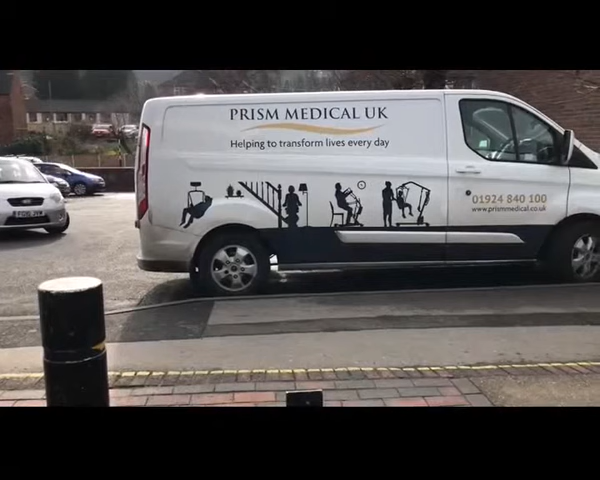 PRISM MEDICAL UK
Helping to transform lives every day
01924 840 100
www.prismmedical.co.uk